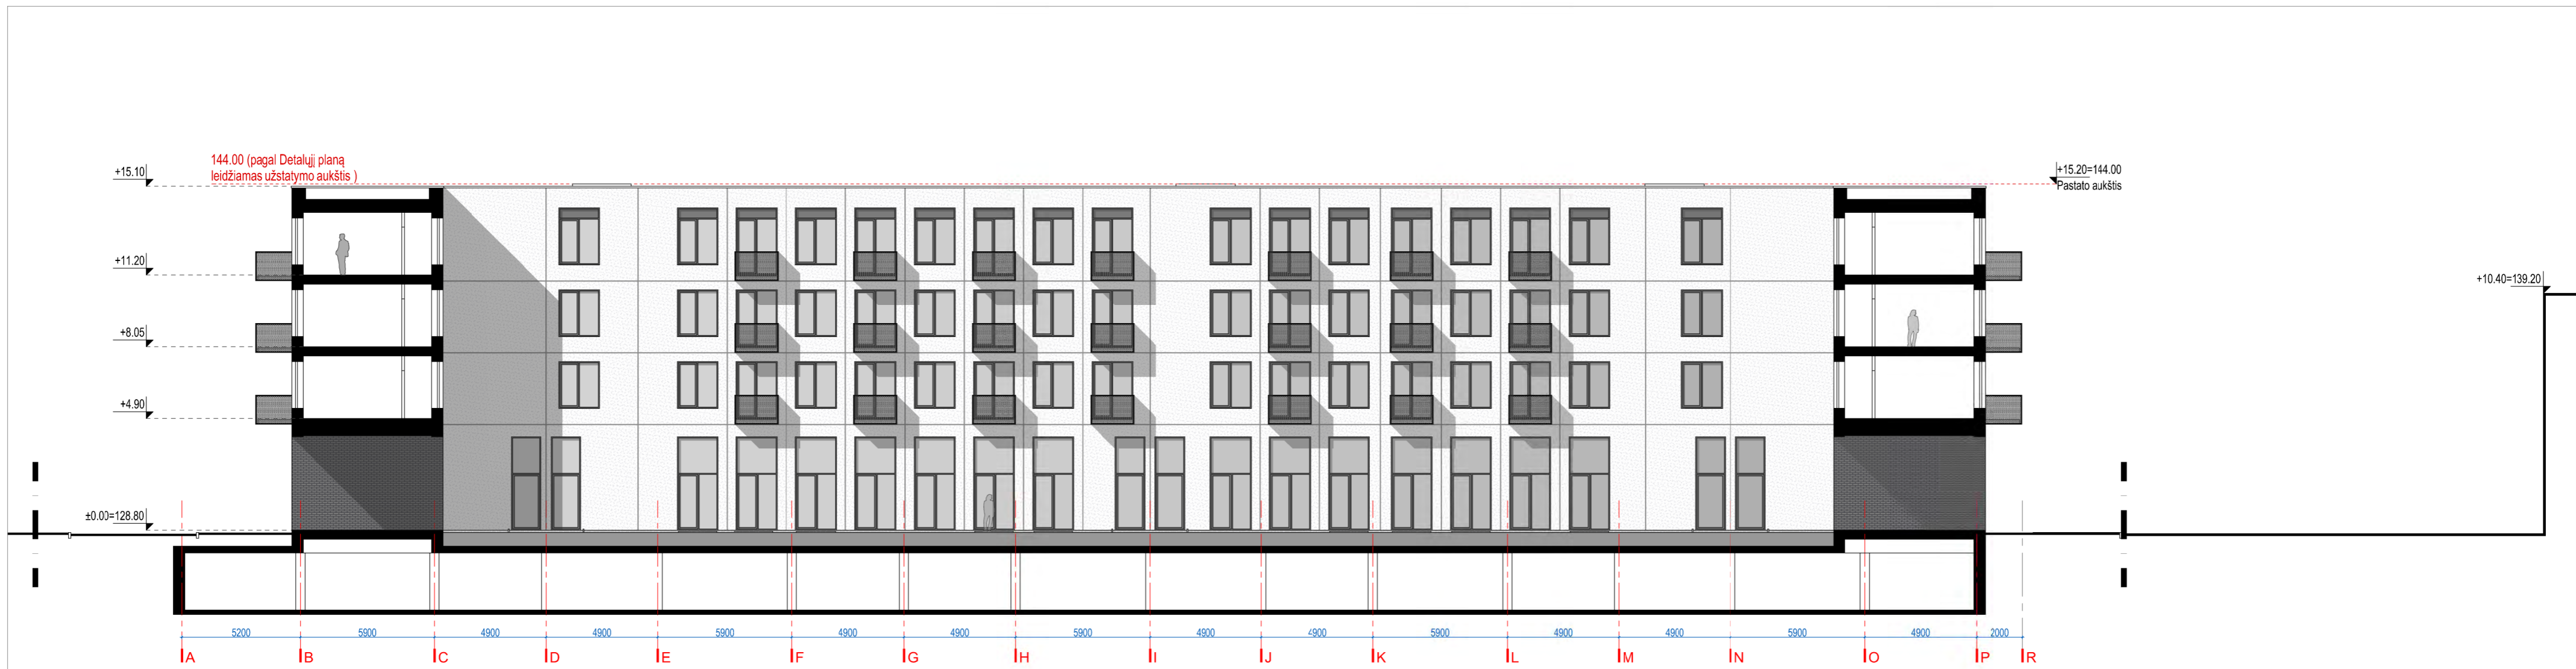 144.00 (pagal Detalųjį planą
leidžiamas užstatymo aukštis )
+15.10
+15.20=144.00
Pastato aukštis
+11.20
+10.40=139.20
+8.05
+4.90
±0.00=128.80
5200 5900 4900 4900 5900 4900 4900 5900 4900 4900 5900 4900 4900 5900 4900 2000
A B C D E F G H I J K L M N O P R